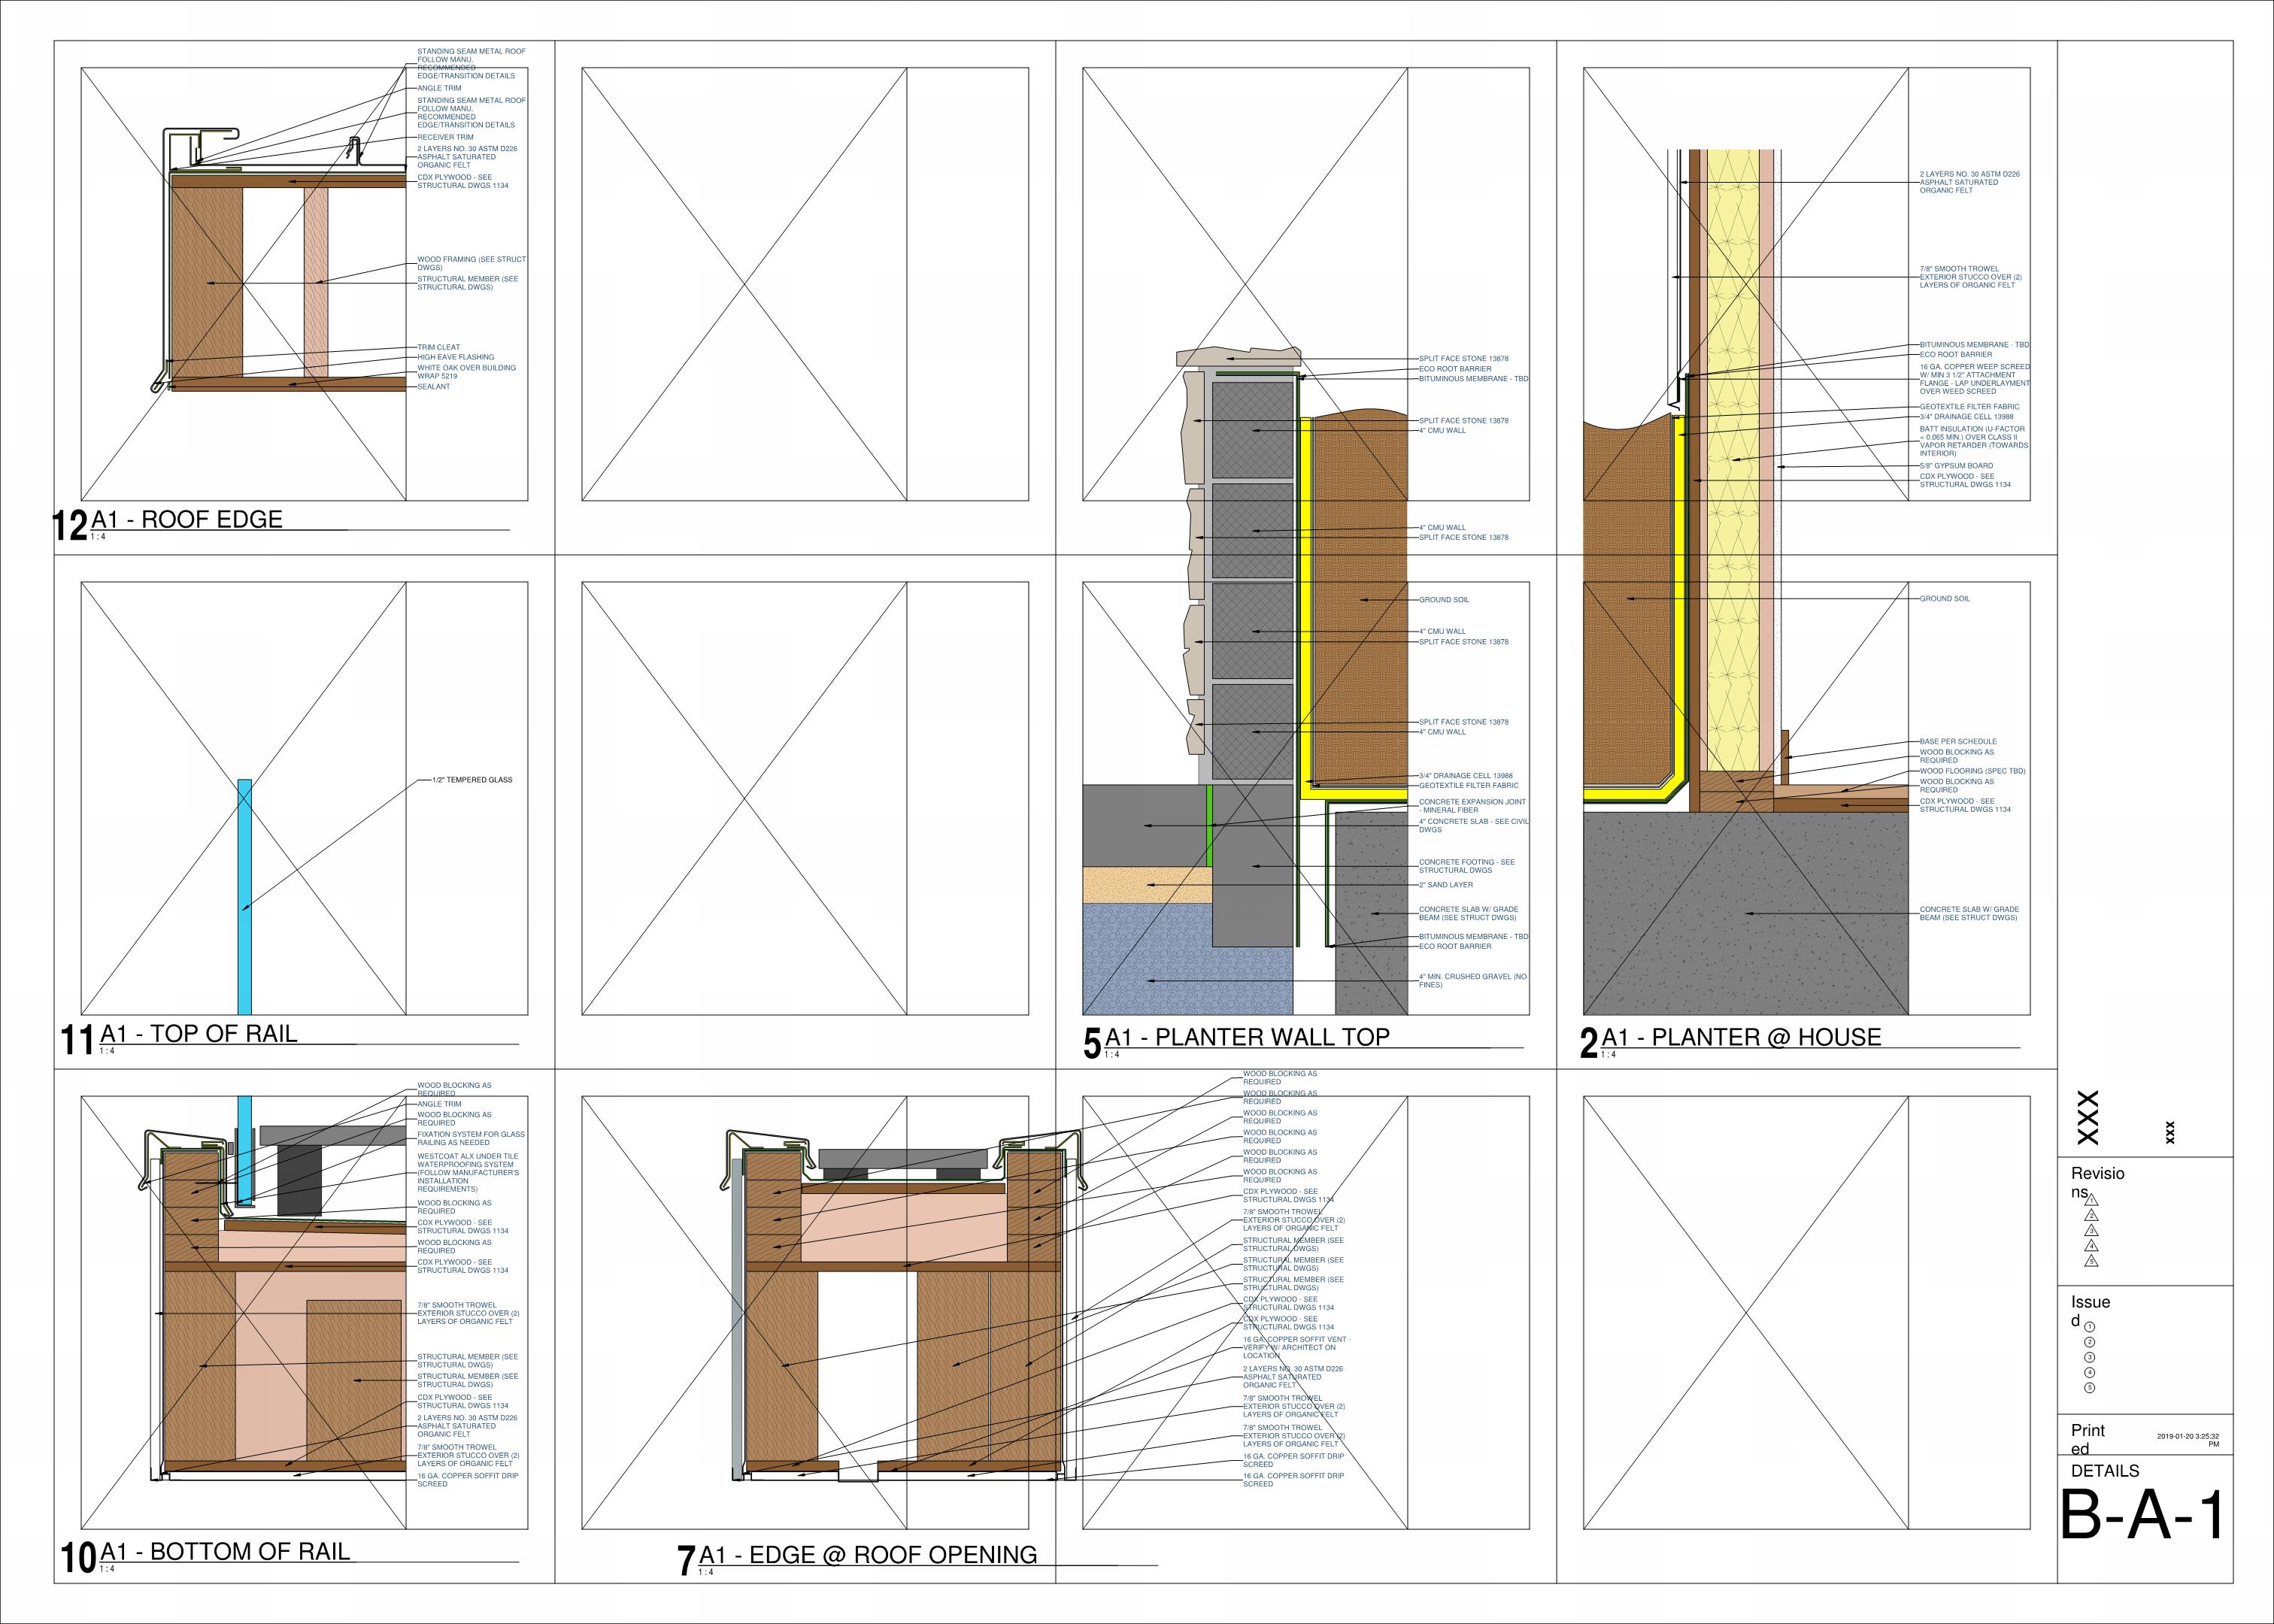 STANDING SEAM METAL ROOF
FOLLOW MANU.
RECOMMENDED
EDGE/TRANSITION DETAILS
ANGLE TRIM
STANDING SEAM METAL ROOF
FOLLOW MANU.
RECOMMENDED
EDGE/TRANSITION DETAILS
RECEIVER TRIM
2 LAYERS NO. 30 ASTM D226
ASPHALT SATURATED
ORGANIC FELT
CDX PLYWOOD - SEE
STRUCTURAL DWGS 1134
WOOD FRAMING (SEE STRUCT
DWGS)
STRUCTURAL MEMBER (SEE
STRUCTURAL DWGS)
TRIM CLEAT
HIGH EAVE FLASHING
WHITE OAK OVER BUILDING
WRAP 5219
SEALANT
12 A1 - ROOF EDGE
1 : 4
1/2" TEMPERED GLASS
11 A1 - TOP OF RAIL
1 : 4
SPLIT FACE STONE 13878
ECO ROOT BARRIER
BITUMINOUS MEMBRANE - TBD
SPLIT FACE STONE 13878
4" CMU WALL
4" CMU WALL
SPLIT FACE STONE 13878
GROUND SOIL
4" CMU WALL
SPLIT FACE STONE 13878
SPLIT FACE STONE 13878
4" CMU WALL
3/4" DRAINAGE CELL 13988
GEOTEXTILE FILTER FABRIC
CONCRETE EXPANSION JOINT
- MINERAL FIBER
4" CONCRETE SLAB - SEE CIVIL
DWGS
CONCRETE FOOTING - SEE
STRUCTURAL DWGS
2" SAND LAYER
CONCRETE SLAB W/ GRADE
BEAM (SEE STRUCT DWGS)
BITUMINOUS MEMBRANE - TBD
ECO ROOT BARRIER
4" MIN. CRUSHED GRAVEL (NO
FINES)
5 A1 - PLANTER WALL TOP
1 : 4
2 LAYERS NO. 30 ASTM D226
ASPHALT SATURATED
ORGANIC FELT
7/8" SMOOTH TROWEL
EXTERIOR STUCCO OVER (2)
LAYERS OF ORGANIC FELT
BITUMINOUS MEMBRANE - TBD
ECO ROOT BARRIER
16 GA. COPPER WEEP SCREED
W/ MIN 3 1/2" ATTACHMENT
FLANGE - LAP UNDERLAYMENT
OVER WEED SCREED
GEOTEXTILE FILTER FABRIC
3/4" DRAINAGE CELL 13988
BATT INSULATION (U-FACTOR
= 0.065 MIN.) OVER CLASS II
VAPOR RETARDER (TOWARDS
INTERIOR)
5/8" GYPSUM BOARD
CDX PLYWOOD - SEE
STRUCTURAL DWGS 1134
GROUND SOIL
BASE PER SCHEDULE
WOOD BLOCKING AS
REQUIRED
WOOD FLOORING (SPEC TBD)
WOOD BLOCKING AS
REQUIRED
CDX PLYWOOD - SEE
STRUCTURAL DWGS 1134
CONCRETE SLAB W/ GRADE
BEAM (SEE STRUCT DWGS)
2 A1 - PLANTER @ HOUSE
1 : 4
WOOD BLOCKING AS
REQUIRED
ANGLE TRIM
WOOD BLOCKING AS
REQUIRED
FIXATION SYSTEM FOR GLASS
RAILING AS NEEDED
WESTCOAT ALX UNDER TILE
WATERPROOFING SYSTEM
(FOLLOW MANUFACTURER'S
INSTALLATION
REQUIREMENTS)
WOOD BLOCKING AS
REQUIRED
CDX PLYWOOD - SEE
STRUCTURAL DWGS 1134
WOOD BLOCKING AS
REQUIRED
CDX PLYWOOD - SEE
STRUCTURAL DWGS 1134
7/8" SMOOTH TROWEL
EXTERIOR STUCCO OVER (2)
LAYERS OF ORGANIC FELT
STRUCTURAL MEMBER (SEE
STRUCTURAL DWGS)
STRUCTURAL MEMBER (SEE
STRUCTURAL DWGS)
CDX PLYWOOD - SEE
STRUCTURAL DWGS 1134
2 LAYERS NO. 30 ASTM D226
ASPHALT SATURATED
ORGANIC FELT
7/8" SMOOTH TROWEL
EXTERIOR STUCCO OVER (2)
LAYERS OF ORGANIC FELT
16 GA. COPPER SOFFIT DRIP
SCREED
10 A1 - BOTTOM OF RAIL
1 : 4
WOOD BLOCKING AS
REQUIRED
WOOD BLOCKING AS
REQUIRED
WOOD BLOCKING AS
REQUIRED
WOOD BLOCKING AS
REQUIRED
WOOD BLOCKING AS
REQUIRED
WOOD BLOCKING AS
REQUIRED
CDX PLYWOOD - SEE
STRUCTURAL DWGS 1134
7/8" SMOOTH TROWEL
EXTERIOR STUCCO OVER (2)
LAYERS OF ORGANIC FELT
STRUCTURAL MEMBER (SEE
STRUCTURAL DWGS)
STRUCTURAL MEMBER (SEE
STRUCTURAL DWGS)
STRUCTURAL MEMBER (SEE
STRUCTURAL DWGS)
CDX PLYWOOD - SEE
STRUCTURAL DWGS 1134
CDX PLYWOOD - SEE
STRUCTURAL DWGS 1134
16 GA. COPPER SOFFIT VENT -
VERIFY W/ ARCHITECT ON
LOCATION
2 LAYERS NO. 30 ASTM D226
ASPHALT SATURATED
ORGANIC FELT
7/8" SMOOTH TROWEL
EXTERIOR STUCCO OVER (2)
LAYERS OF ORGANIC FELT
7/8" SMOOTH TROWEL
EXTERIOR STUCCO OVER (2)
LAYERS OF ORGANIC FELT
16 GA. COPPER SOFFIT DRIP
SCREED
16 GA. COPPER SOFFIT DRIP
SCREED
7 A1 - EDGE @ ROOF OPENING
1 : 4
XXX
xxx
Revisio
ns
1
2
3
4
5
Issue
d
1
2
3
4
5
Print
ed
2019-01-20 3:25:32
PM
DETAILS
B-A-1